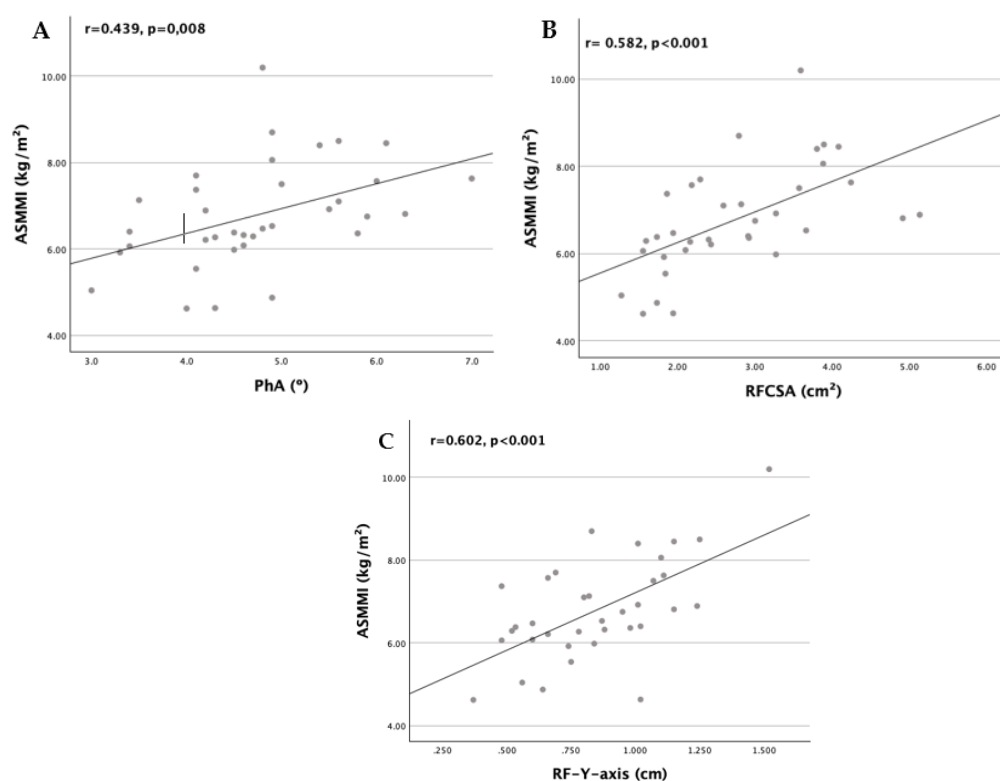 A
r=0.439, p=0,008
ASMMI (kg/m²)
10.00
8.00
6.00
4.00
3.0 4.0 5.0 6.0 7.0
PhA (º)
B
r= 0.582, p<0.001
ASMMI (kg/m²)
10.00
8.00
6.00
4.00
1.00 2.00 3.00 4.00 5.00 6.00
RFCSA (cm²)
C
r=0.602, p<0.001
ASMMI (kg/m²)
10.00
8.00
6.00
4.00
.250 .500 .750 1.000 1.250 1.500
RF-Y-axis (cm)